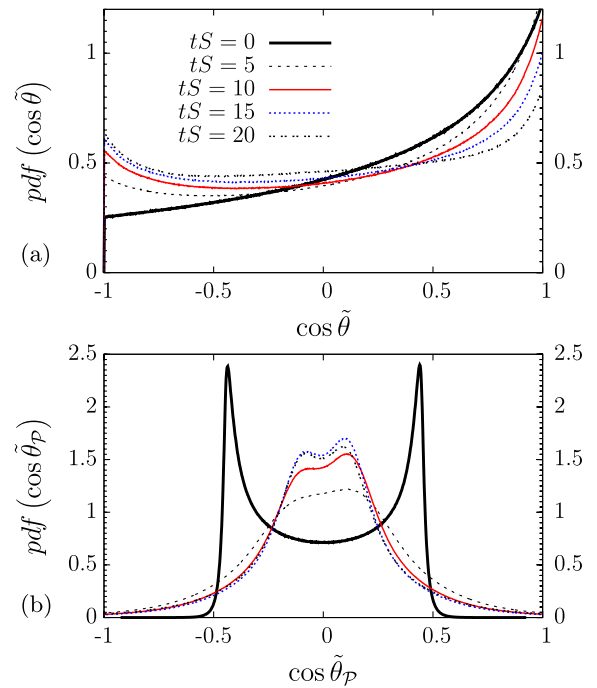 tS = 0
tS = 5
tS = 10
tS = 15
tS = 20
pdf (cos θ̃)
1
0.5
0
1
0.5
0
(a)
-1 -0.5 0 0.5 1
cos θ̃
pdf (cos θ̃𝒫)
2.5
2
1.5
1
0.5
0
2.5
2
1.5
1
0.5
0
(b)
-1 -0.5 0 0.5 1
cos θ̃𝒫